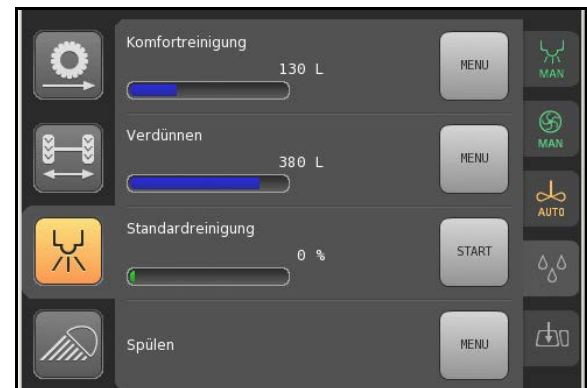 Komfortreinigung
130 L
MENU
MAN
Verdünnen
380 L
MENU
MAN
Standardreinigung
0 %
START
AUTO
Spülen
MENU